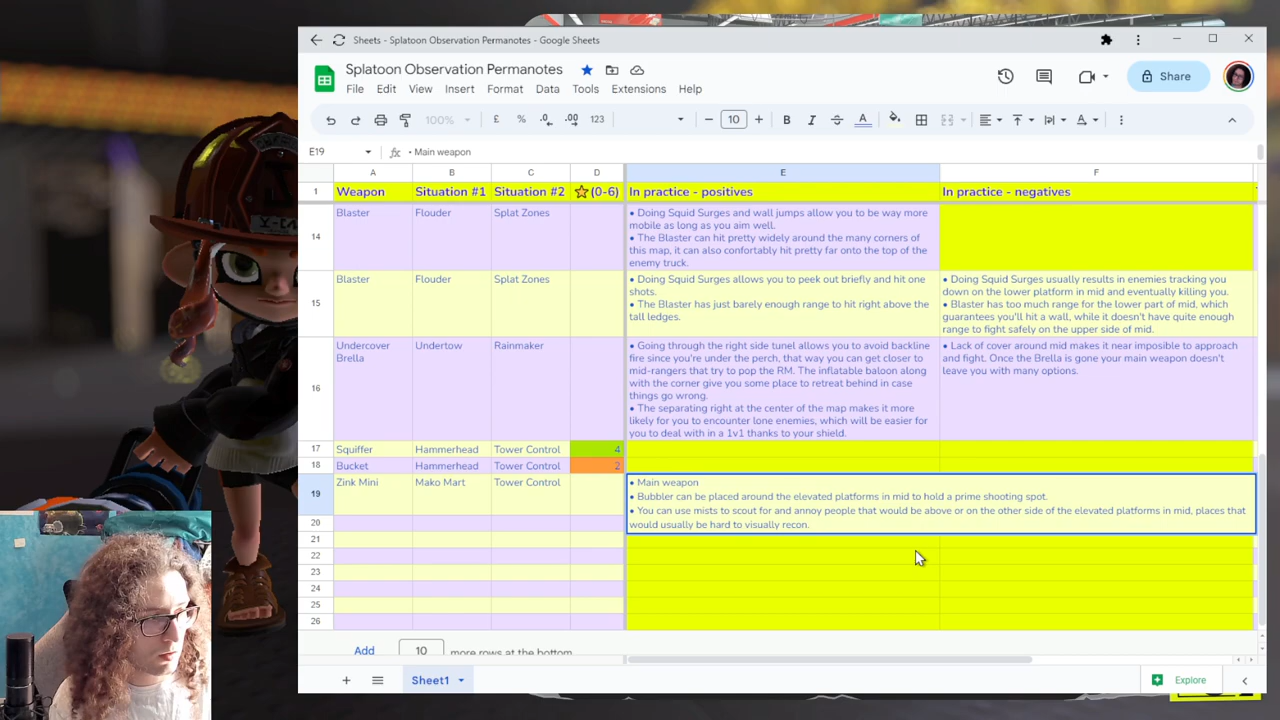 Sheets - Splatoon Observation Permanotes - Google Sheets
Splatoon Observation Permanotes
File Edit View Insert Format Data Tools Extensions Help
Share
100% £ % .0 .00 123 10 B I A
E19 fx • Main weapon
A B C D E F
1 Weapon Situation #1 Situation #2 (0-6) In practice - positives In practice - negatives
14 Blaster Flouder Splat Zones
• Doing Squid Surges and wall jumps allow you to be way more
mobile as long as you aim well.
• The Blaster can hit pretty widely around the many corners of
this map, it can also confortably hit pretty far onto the top of the
enemy truck.
15 Blaster Flouder Splat Zones
• Doing Squid Surges allows you to peek out briefly and hit one
shots.
• The Blaster has just barely enough range to hit right above the
tall ledges.
• Doing Squid Surges usually results in enemies tracking you
down on the lower platform in mid and eventually killing you.
• Blaster has too much range for the lower part of mid, which
guarantees you'll hit a wall, while it doesn't have quite enough
range to fight safely on the upper side of mid.
16 Undercover Undertow Rainmaker
Brella
• Going through the right side tunel allows you to avoid backline
fire since you're under the perch, that way you can get closer to
mid-rangers that try to pop the RM. The inflatable baloon along
with the corner give you some place to retreat behind in case
things go wrong.
• The separating right at the center of the map makes it more
likely for you to encounter lone enemies, which will be easier for
you to deal with in a 1v1 thanks to your shield.
• Lack of cover around mid makes it near imposible to approach
and fight. Once the Brella is gone your main weapon doesn't
leave you with many options.
17 Squiffer Hammerhead Tower Control 4
18 Bucket Hammerhead Tower Control 2
19 Zink Mini Mako Mart Tower Control
• Main weapon
• Bubbler can be placed around the elevated platforms in mid to hold a prime shooting spot.
• You can use mists to scout for and annoy people that would be above or on the other side of the elevated platforms in mid, places that
would usually be hard to visually recon.
20
21
22
23
24
25
26
Add 10 more rows at the bottom
Sheet1
Explore